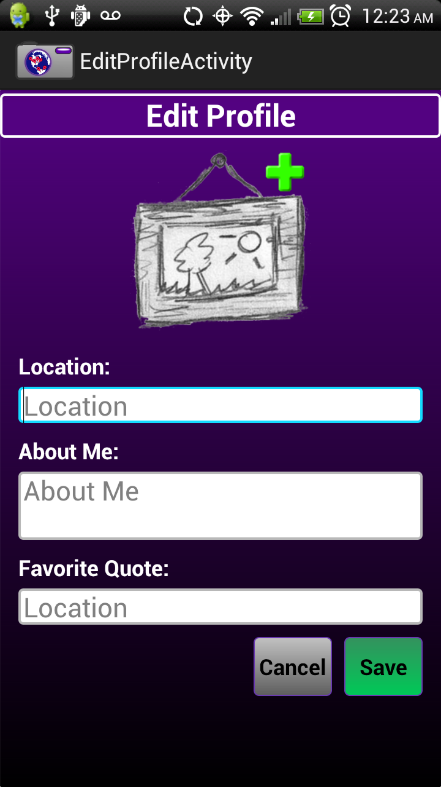 12:23 AM
EditProfileActivity
Edit Profile
Location:
Location
About Me:
About Me
Favorite Quote:
Location
Cancel Save